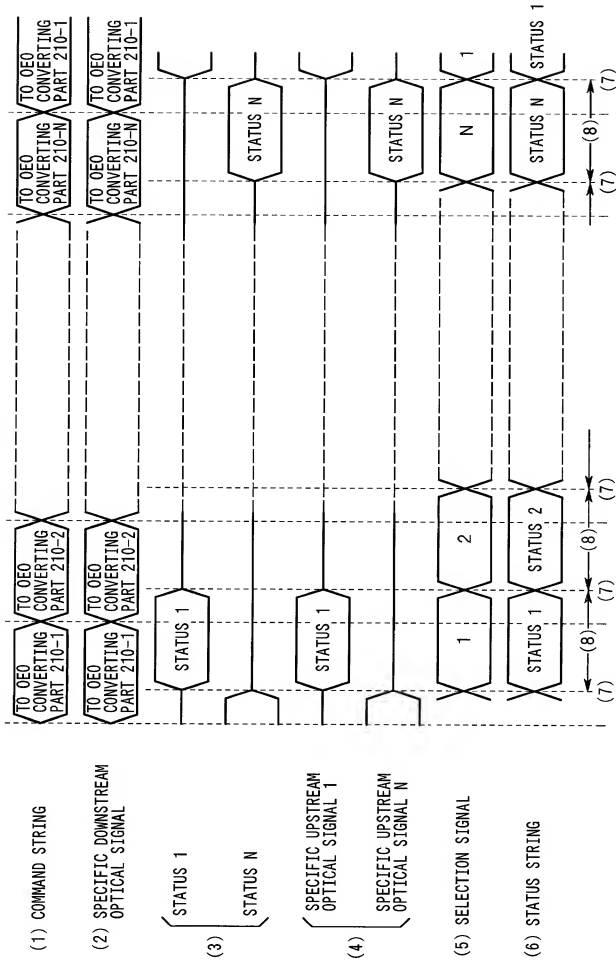 (1) COMMAND STRING
TO OEO
CONVERTING
PART 210-1
TO OEO
CONVERTING
PART 210-2
TO OEO
CONVERTING
PART 210-N
TO OEO
CONVERTING
PART 210-1
(2) SPECIFIC DOWNSTREAM
OPTICAL SIGNAL
TO OEO
CONVERTING
PART 210-1
TO OEO
CONVERTING
PART 210-2
TO OEO
CONVERTING
PART 210-N
TO OEO
CONVERTING
PART 210-1
(3)
STATUS 1
STATUS 1
STATUS N
STATUS N
(4)
SPECIFIC UPSTREAM
OPTICAL SIGNAL 1
STATUS 1
SPECIFIC UPSTREAM
OPTICAL SIGNAL N
STATUS N
(5) SELECTION SIGNAL
1
2
N
1
(6) STATUS STRING
STATUS 1
STATUS 2
STATUS N
STATUS 1
(7)
(8)
(7)
(8)
(7)
(7)
(8)
(7)